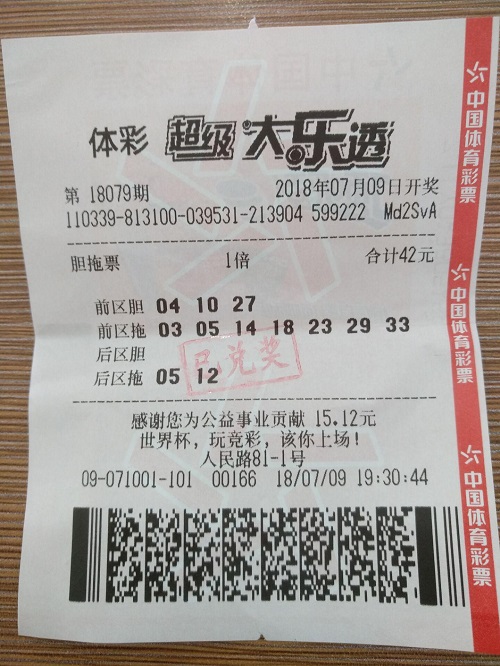 体彩 超级大乐透
第 18079期 2018年07月09日开奖
110339-813100-039531-213904 599222 Md2SvA
胆拖票 1倍 合计42元
前区胆 04 10 27
前区拖 03 05 14 18 23 29 33
后区胆
后区拖 05 12
已兑奖
感谢您为公益事业贡献 15.12元
世界杯，玩竞彩，该你上场！
人民路81-1号
09-071001-101 00166 18/07/09 19:30:44
中国体育彩票
中国体育彩票
中国体育彩票